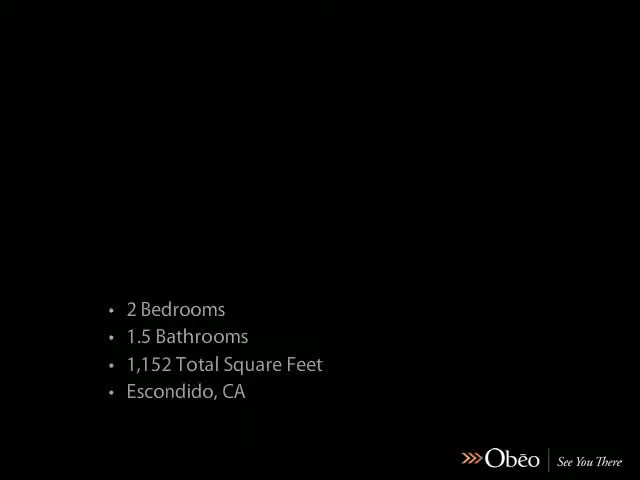 • 2 Bedrooms
• 1.5 Bathrooms
• 1,152 Total Square Feet
• Escondido, CA
Obēo | See You There